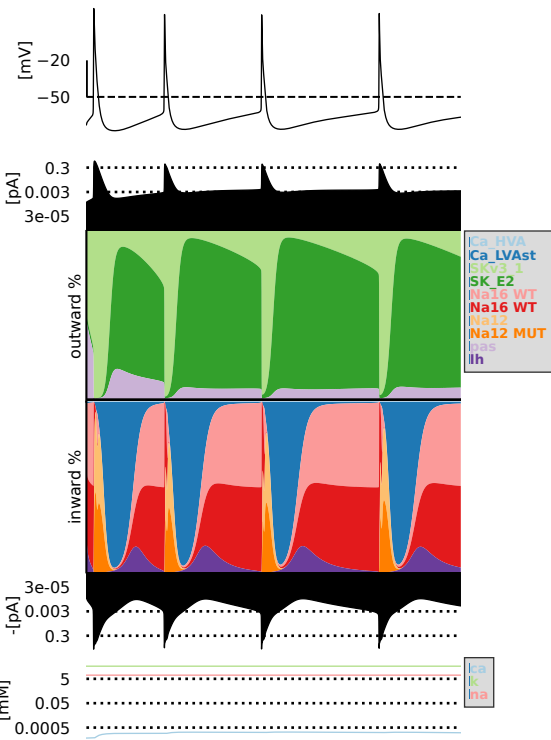 [mV]
−20
−50
[pA]
0.3
0.003
3e-05
outward %
Ca_HVA
Ca_LVAst
SKv3_1
SK_E2
Na16 WT
Na16 WT
Na12
Na12 MUT
pas
Ih
inward %
-[pA]
3e-05
0.003
0.3
[mM]
5
0.05
0.0005
ca
k
na